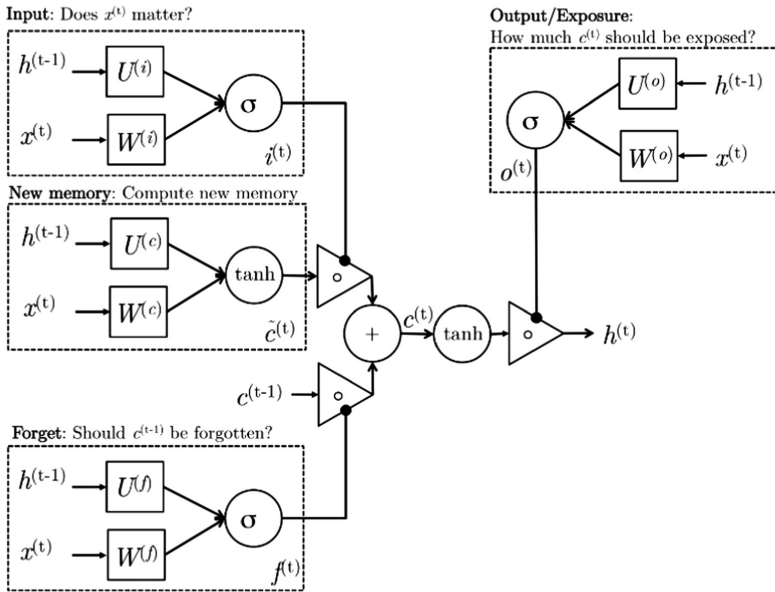 Input: Does x^(t) matter?
h^(t-1) U^(i)
σ
x^(t) W^(i)
i^(t)
New memory: Compute new memory
h^(t-1) U^(c)
tanh
x^(t) W^(c)
c̃^(t)
Output/Exposure:
How much c^(t) should be exposed?
U^(o) h^(t-1)
σ
W^(o) x^(t)
o^(t)
+ c^(t) tanh h^(t)
c^(t-1)
Forget: Should c^(t-1) be forgotten?
h^(t-1) U^(f)
σ
x^(t) W^(f)
f^(t)